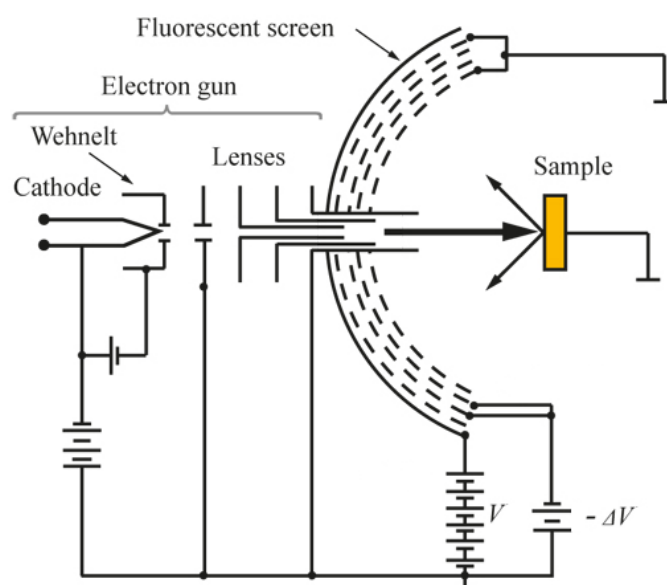 Fluorescent screen
Electron gun
Wehnelt
Lenses
Cathode
Sample
V
- ΔV